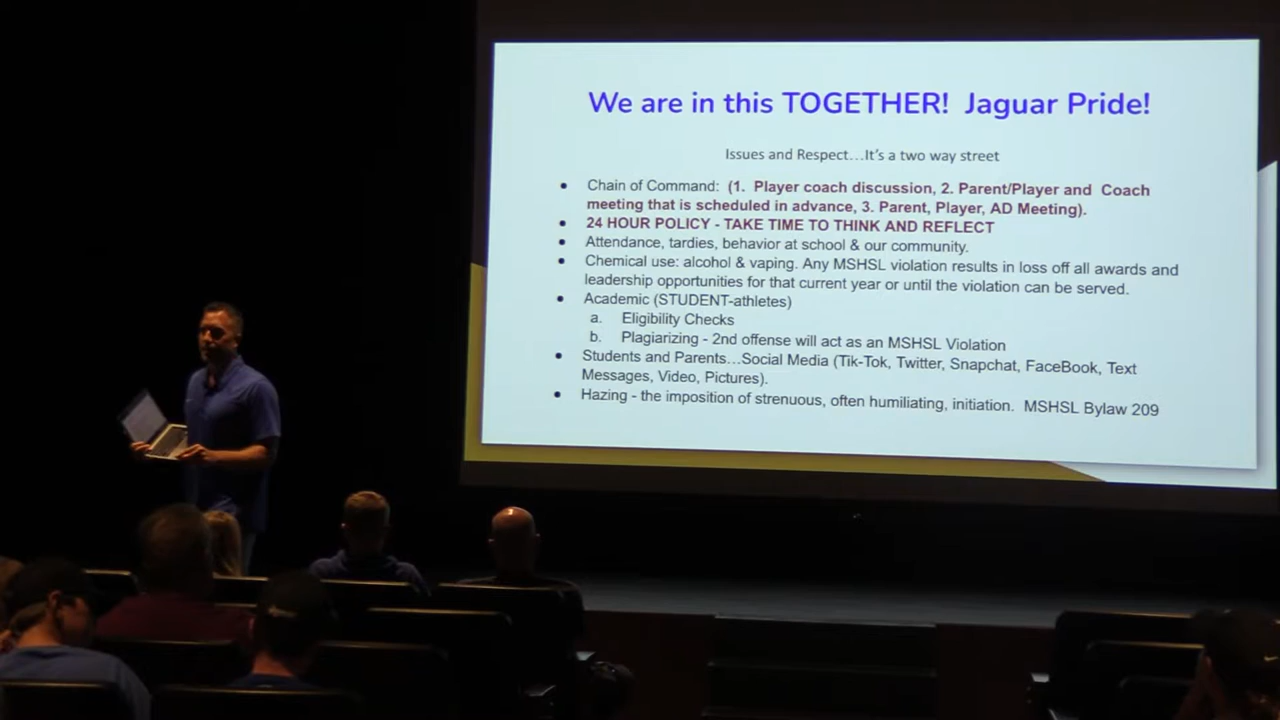 We are in this TOGETHER! Jaguar Pride!
Issues and Respect…It's a two way street
• Chain of Command: (1. Player coach discussion, 2. Parent/Player and Coach
meeting that is scheduled in advance, 3. Parent, Player, AD Meeting).
• 24 HOUR POLICY - TAKE TIME TO THINK AND REFLECT
• Attendance, tardies, behavior at school & our community.
• Chemical use: alcohol & vaping. Any MSHSL violation results in loss off all awards and
leadership opportunities for that current year or until the violation can be served.
• Academic (STUDENT-athletes)
a. Eligibility Checks
b. Plagiarizing - 2nd offense will act as an MSHSL Violation
• Students and Parents…Social Media (Tik-Tok, Twitter, Snapchat, FaceBook, Text
Messages, Video, Pictures).
• Hazing - the imposition of strenuous, often humiliating, initiation. MSHSL Bylaw 209